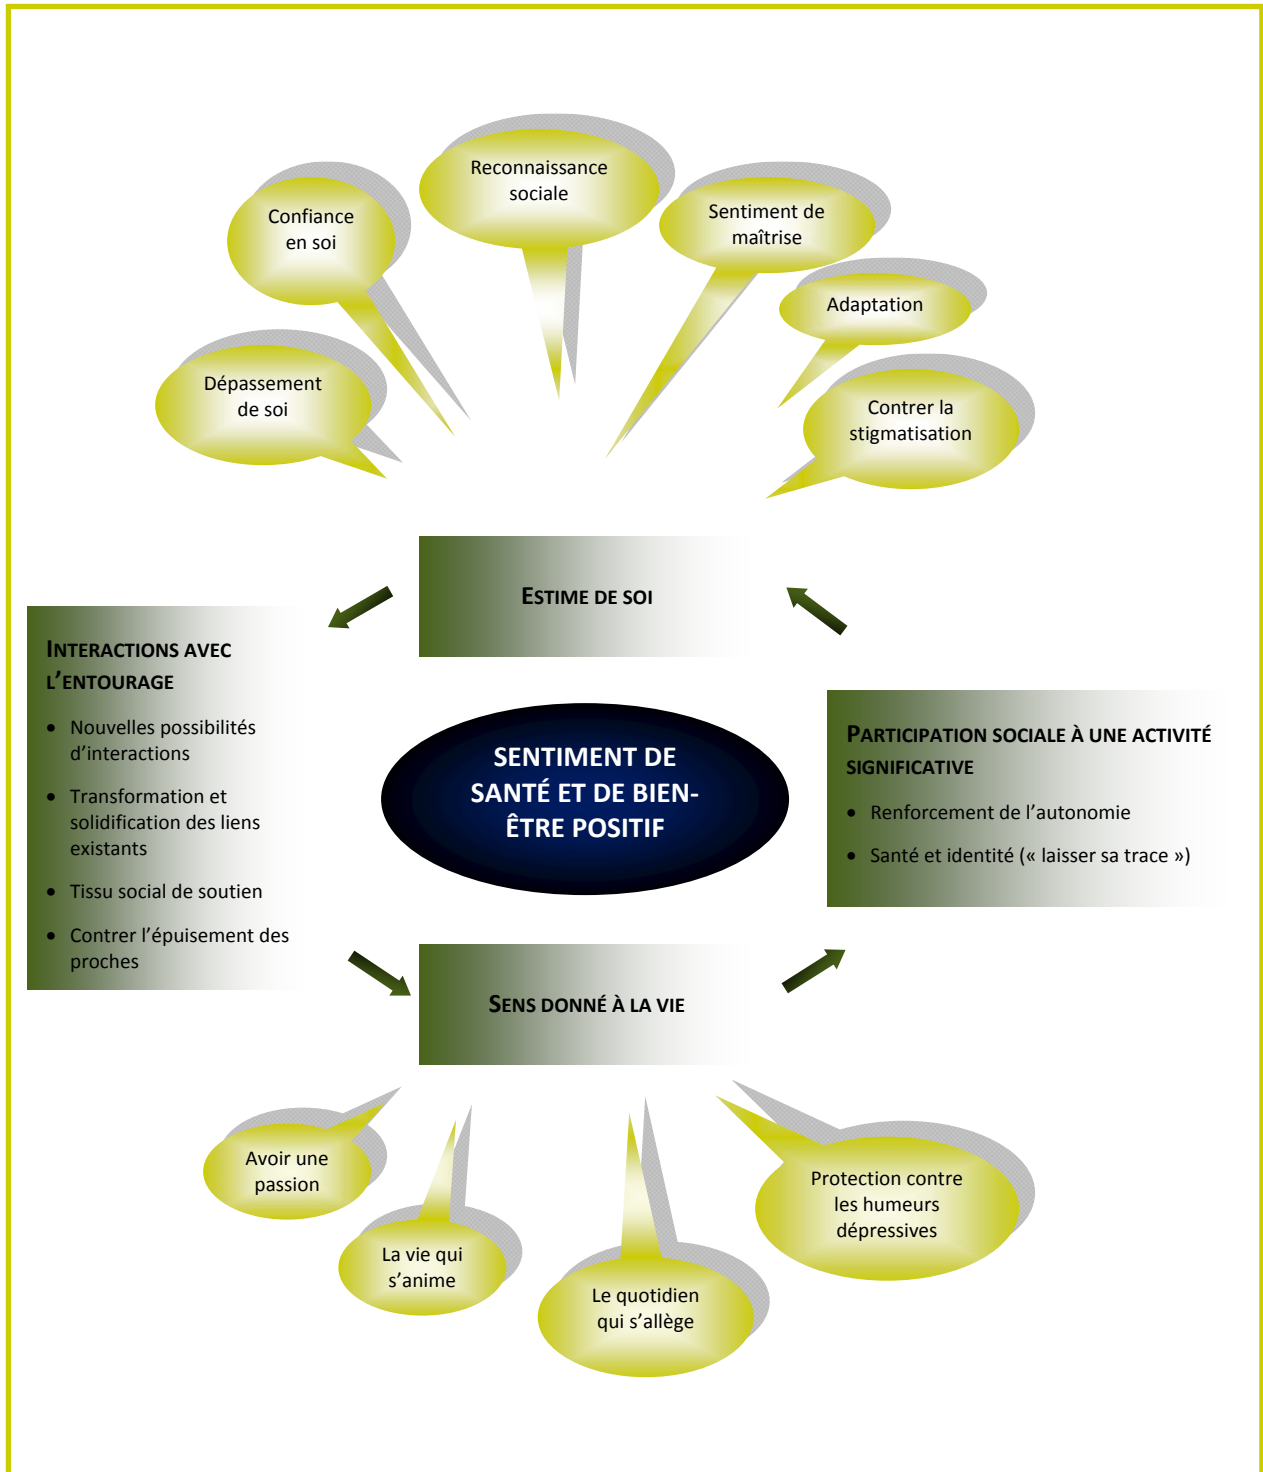 Reconnaissance
sociale
Confiance
en soi
Sentiment de
maîtrise
Adaptation
Dépassement
de soi
Contrer la
stigmatisation
ESTIME DE SOI
INTERACTIONS AVEC
L’ENTOURAGE
• Nouvelles possibilités
d’interactions
• Transformation et
solidification des liens
existants
• Tissu social de soutien
• Contrer l’épuisement des
proches
SENTIMENT DE
SANTÉ ET DE BIEN-
ÊTRE POSITIF
PARTICIPATION SOCIALE À UNE ACTIVITÉ
SIGNIFICATIVE
• Renforcement de l’autonomie
• Santé et identité (« laisser sa trace »)
SENS DONNÉ À LA VIE
Avoir une
passion
La vie qui
s’anime
Le quotidien
qui s’allège
Protection contre
les humeurs
dépressives